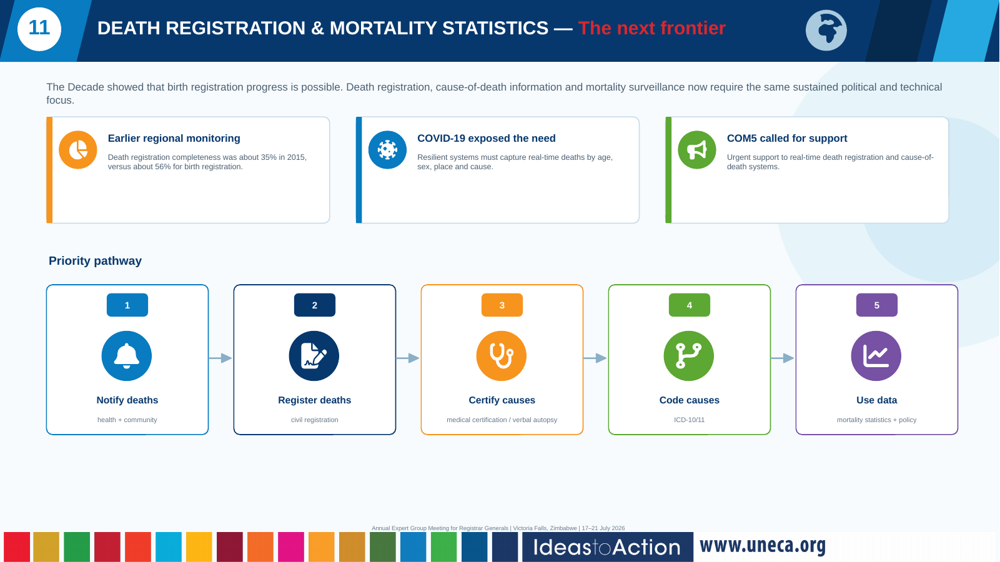 11
DEATH REGISTRATION & MORTALITY STATISTICS — The next frontier
The Decade showed that birth registration progress is possible. Death registration, cause-of-death information and mortality surveillance now require the same sustained political and technical
focus.
Earlier regional monitoring
Death registration completeness was about 35% in 2015,
versus about 56% for birth registration.
COVID-19 exposed the need
Resilient systems must capture real-time deaths by age,
sex, place and cause.
COM5 called for support
Urgent support to real-time death registration and cause-of-
death systems.
Priority pathway
1
Notify deaths
health + community
2
Register deaths
civil registration
3
Certify causes
medical certification / verbal autopsy
4
Code causes
ICD-10/11
5
Use data
mortality statistics + policy
Annual Expert Group Meeting for Registrar Generals | Victoria Falls, Zimbabwe | 17–21 July 2026
IdeastoAction
www.uneca.org